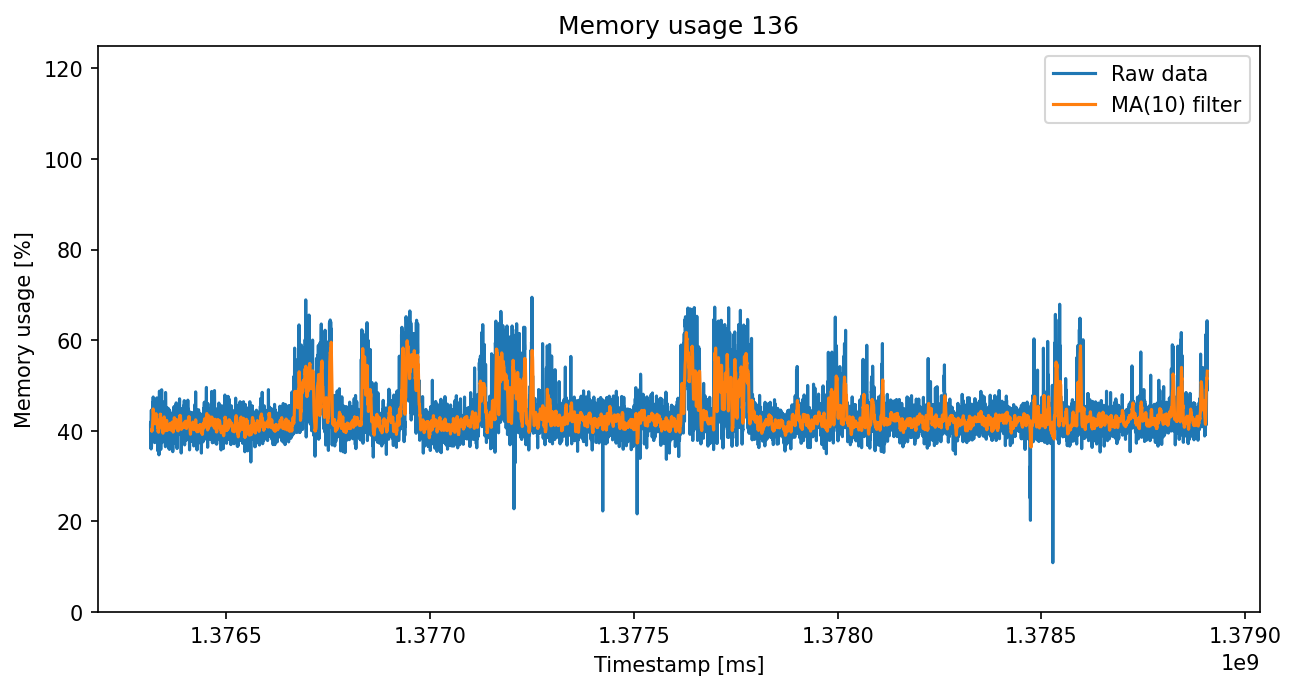 Memory usage 136
Raw data
MA(10) filter
Memory usage [%]
120
100
80
60
40
20
0
1.3765 1.3770 1.3775 1.3780 1.3785 1.3790
1e9
Timestamp [ms]